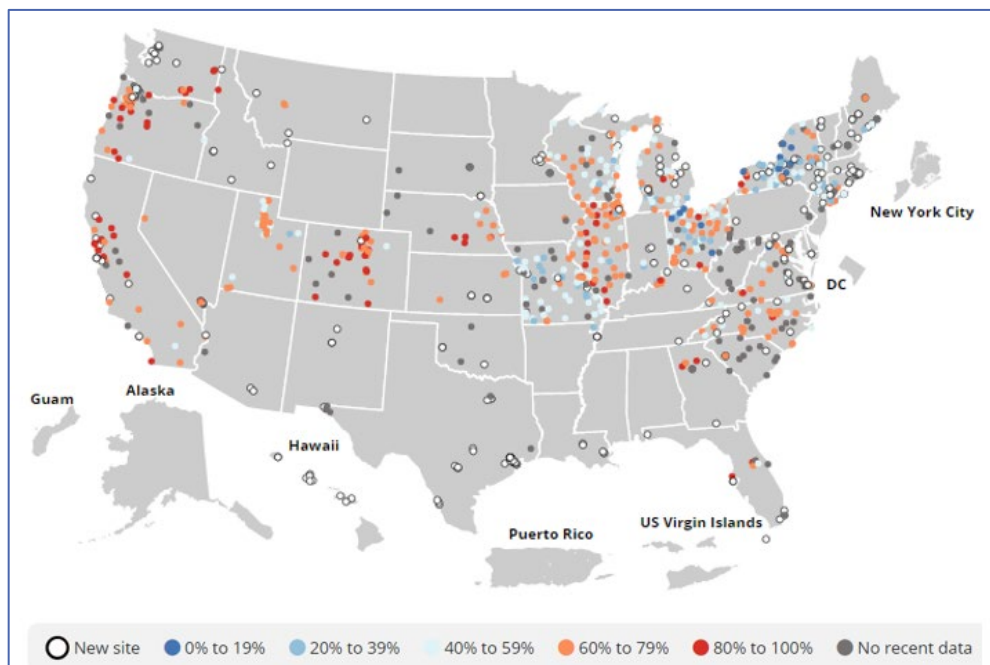 New York City
DC
Guam
Alaska
Hawaii
Puerto Rico
US Virgin Islands
New site 0% to 19% 20% to 39% 40% to 59% 60% to 79% 80% to 100% No recent data